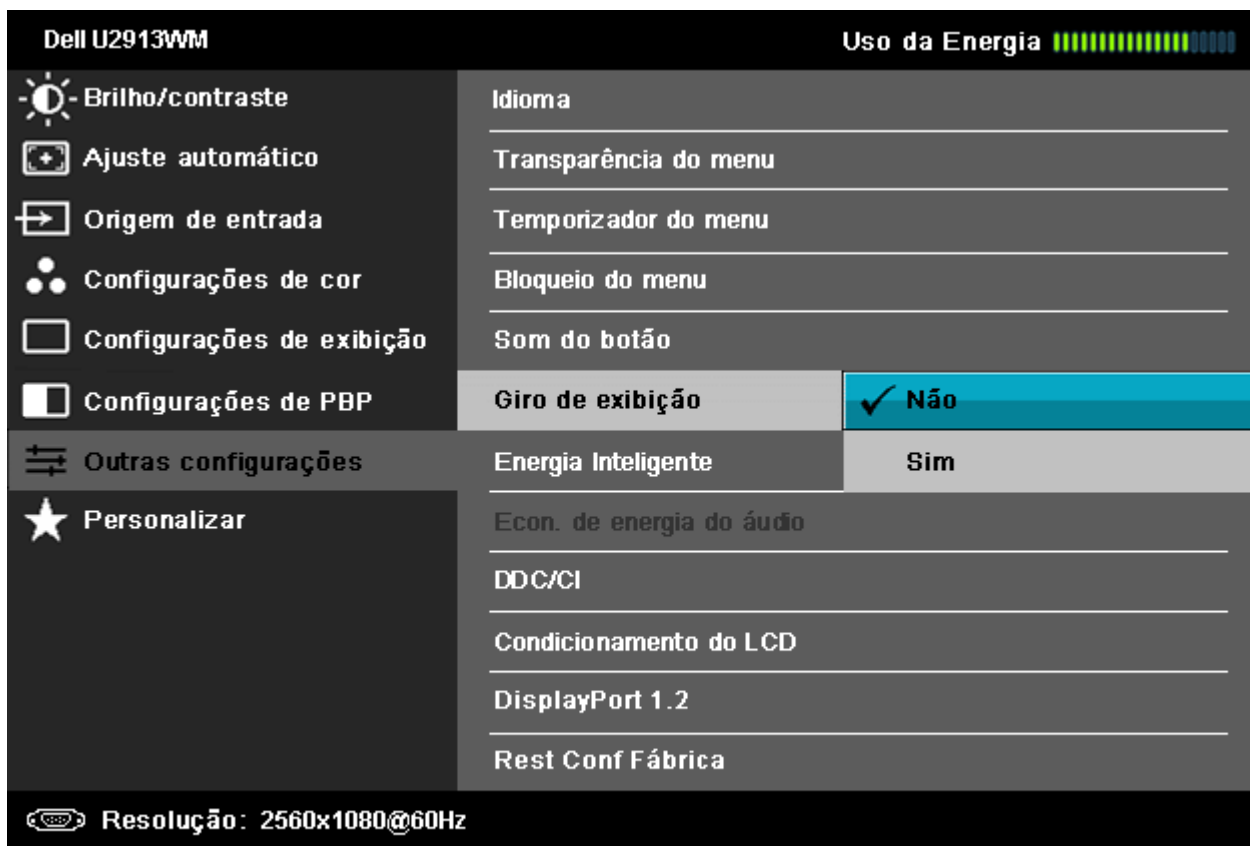 Dell U2913WM
Uso da Energia
Brilho/contraste
Ajuste automático
Origem de entrada
Configurações de cor
Configurações de exibição
Configurações de PBP
Outras configurações
Personalizar
Idioma
Transparência do menu
Temporizador do menu
Bloqueio do menu
Som do botão
Giro de exibição
Não
Sim
Energia Inteligente
Econ. de energia do áudio
DDC/CI
Condicionamento do LCD
DisplayPort 1.2
Rest Conf Fábrica
Resolução: 2560x1080@60Hz